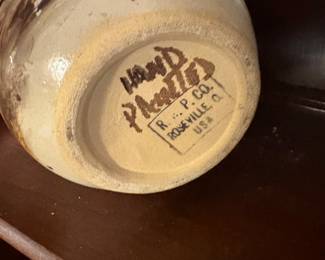 HAND
PAINTED
R. P. CO.
ROSEVILLE, O.
USA